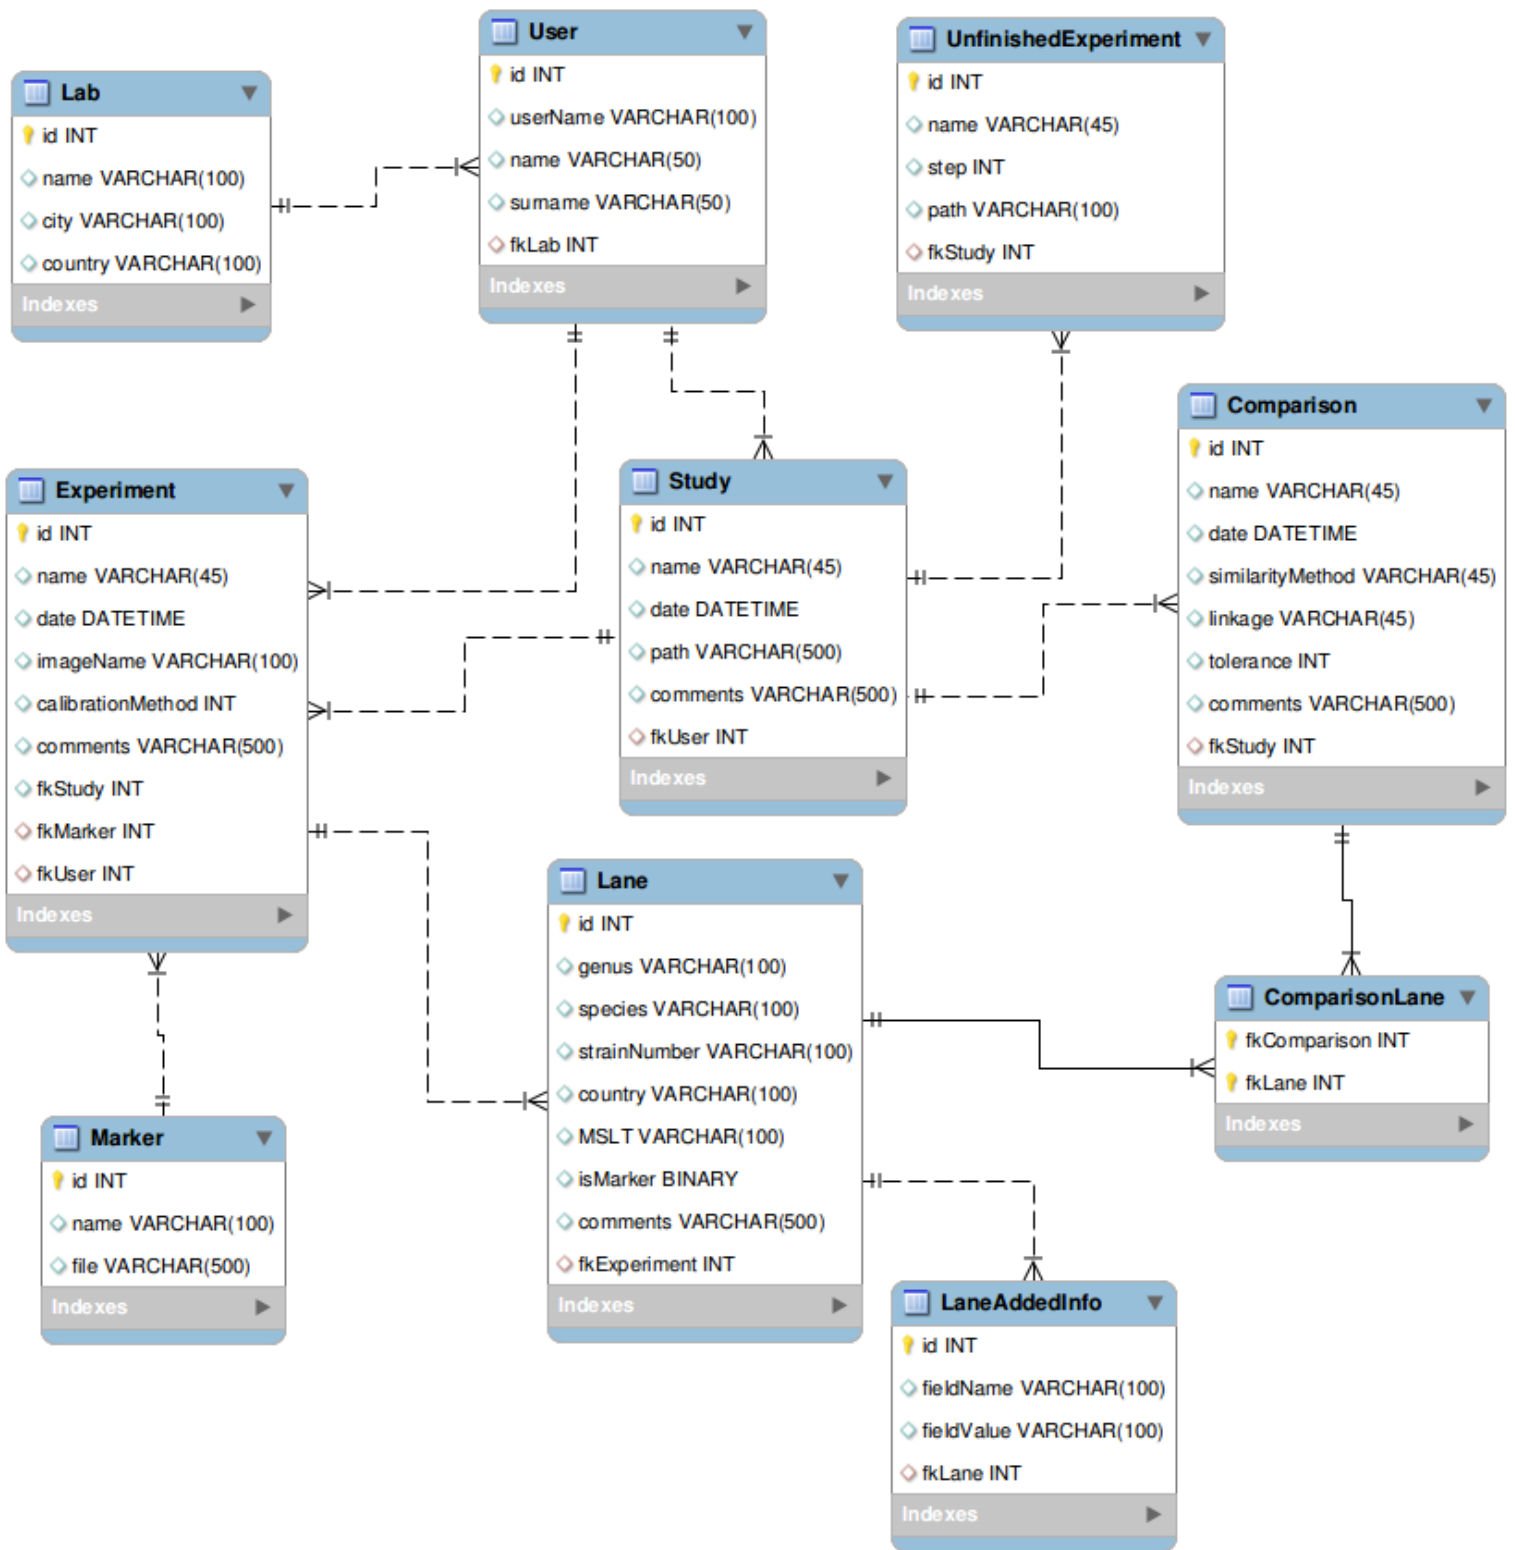 User
id INT
userName VARCHAR(100)
name VARCHAR(50)
surname VARCHAR(50)
fkLab INT
Indexes
UnfinishedExperiment
id INT
name VARCHAR(45)
step INT
path VARCHAR(100)
fkStudy INT
Indexes
Lab
id INT
name VARCHAR(100)
city VARCHAR(100)
country VARCHAR(100)
Indexes
Comparison
id INT
name VARCHAR(45)
date DATETIME
similarityMethod VARCHAR(45)
linkage VARCHAR(45)
tolerance INT
comments VARCHAR(500)
fkStudy INT
Indexes
Study
id INT
name VARCHAR(45)
date DATETIME
path VARCHAR(500)
comments VARCHAR(500)
fkUser INT
Indexes
Experiment
id INT
name VARCHAR(45)
date DATETIME
imageName VARCHAR(100)
calibrationMethod INT
comments VARCHAR(500)
fkStudy INT
fkMarker INT
fkUser INT
Indexes
Lane
id INT
genus VARCHAR(100)
species VARCHAR(100)
strainNumber VARCHAR(100)
country VARCHAR(100)
MSLT VARCHAR(100)
isMarker BINARY
comments VARCHAR(500)
fkExperiment INT
Indexes
ComparisonLane
fkComparison INT
fkLane INT
Indexes
Marker
id INT
name VARCHAR(100)
file VARCHAR(500)
Indexes
LaneAddedInfo
id INT
fieldName VARCHAR(100)
fieldValue VARCHAR(100)
fkLane INT
Indexes